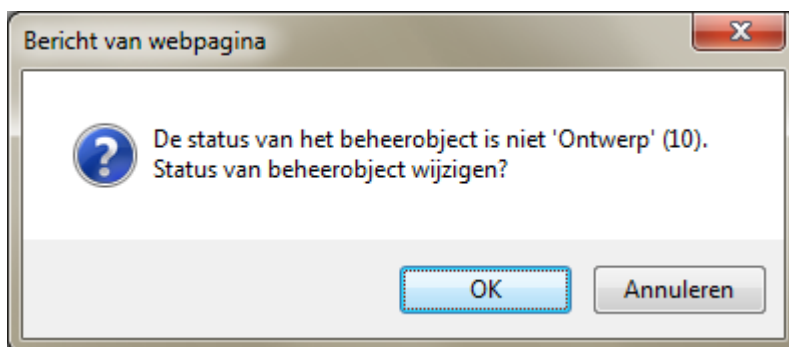 Bericht van webpagina
De status van het beheerobject is niet 'Ontwerp' (10).
Status van beheerobject wijzigen?
OK
Annuleren